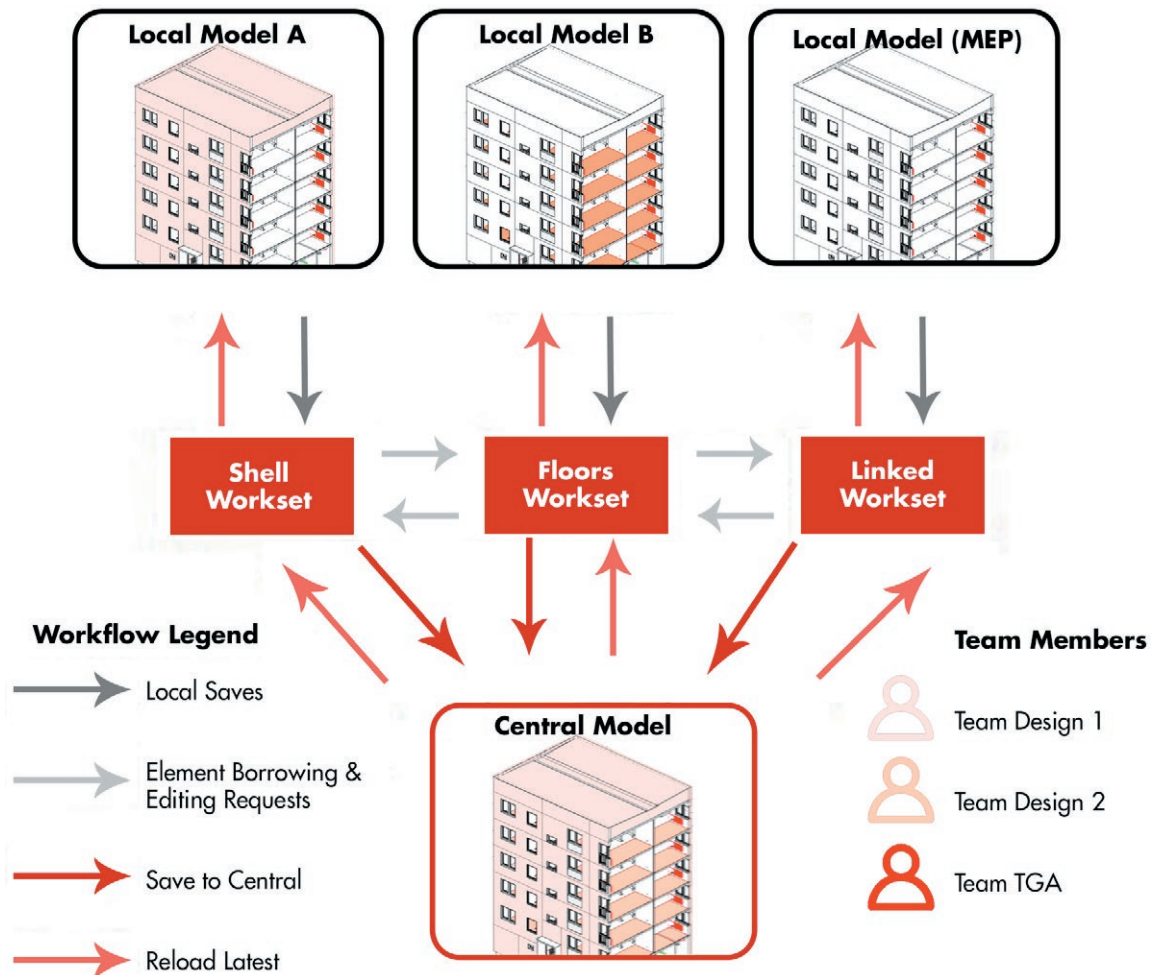 Local Model A
Local Model B
Local Model (MEP)
Shell
Workset
Floors
Workset
Linked
Workset
Workflow Legend
Local Saves
Element Borrowing &
Editing Requests
Save to Central
Reload Latest
Central Model
Team Members
Team Design 1
Team Design 2
Team TGA